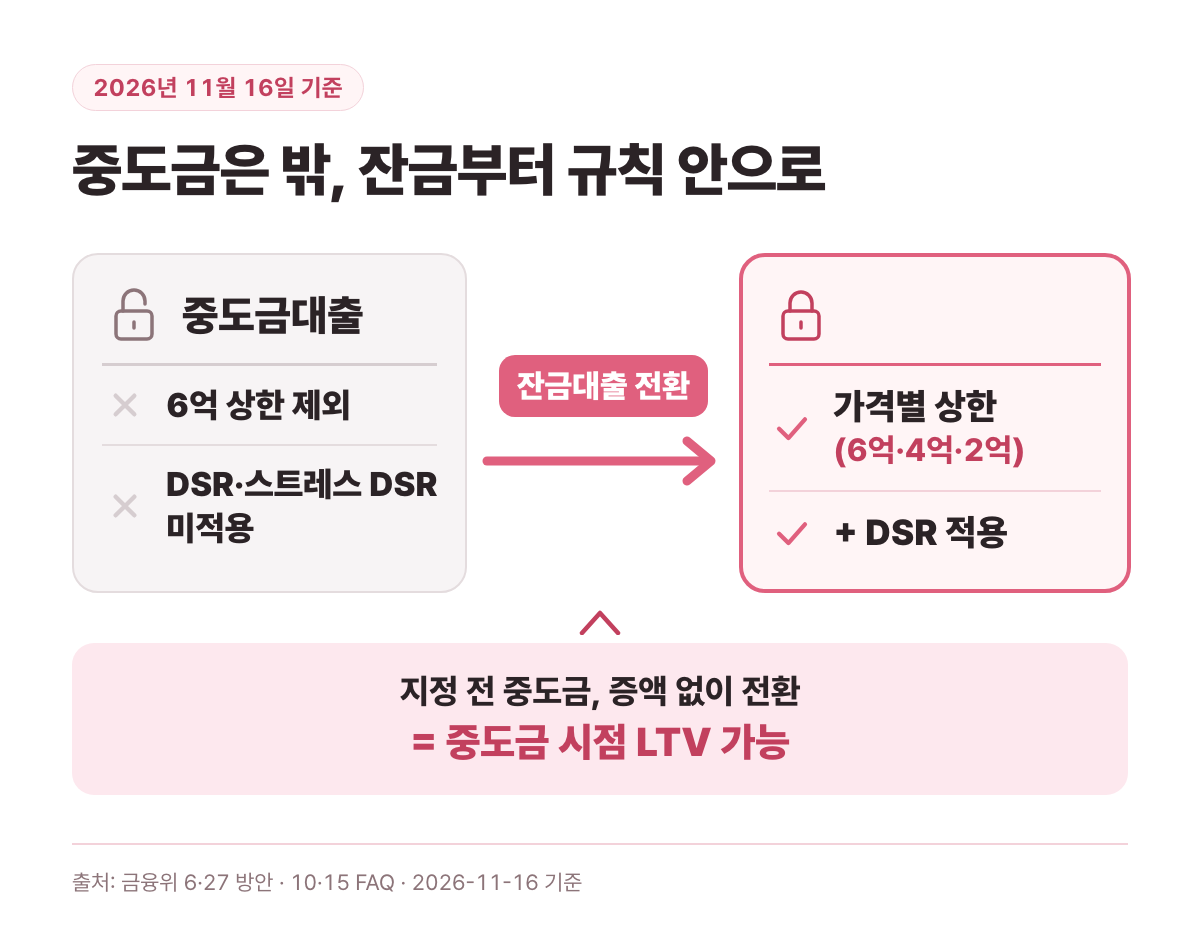 2026년 11월 16일 기준
중도금은 밖, 잔금부터 규칙 안으로
중도금대출
6억 상한 제외
DSR·스트레스 DSR
미적용
잔금대출 전환
가격별 상한
(6억·4억·2억)
+ DSR 적용
지정 전 중도금, 증액 없이 전환
= 중도금 시점 LTV 가능
출처: 금융위 6·27 방안 · 10·15 FAQ · 2026-11-16 기준